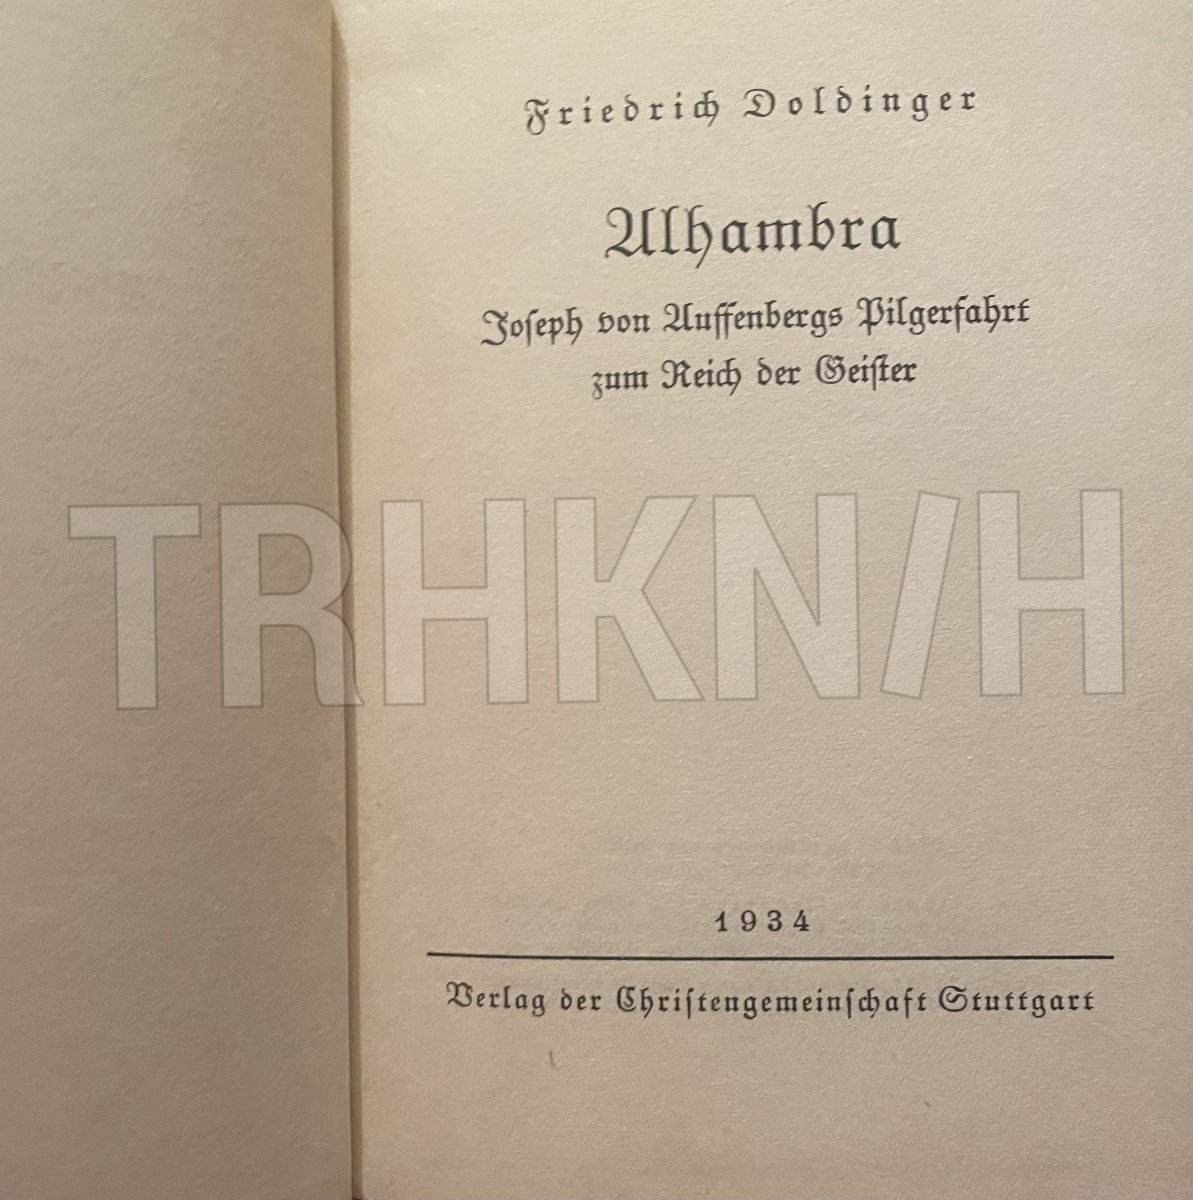 Friedrich Doldinger
Alhambra
Joſeph von Auffenbergs Pilgerfahrt
zum Reich der Geiſter
TRHKN/H
1934
Verlag der Chriſtengemeinſchaft Stuttgart